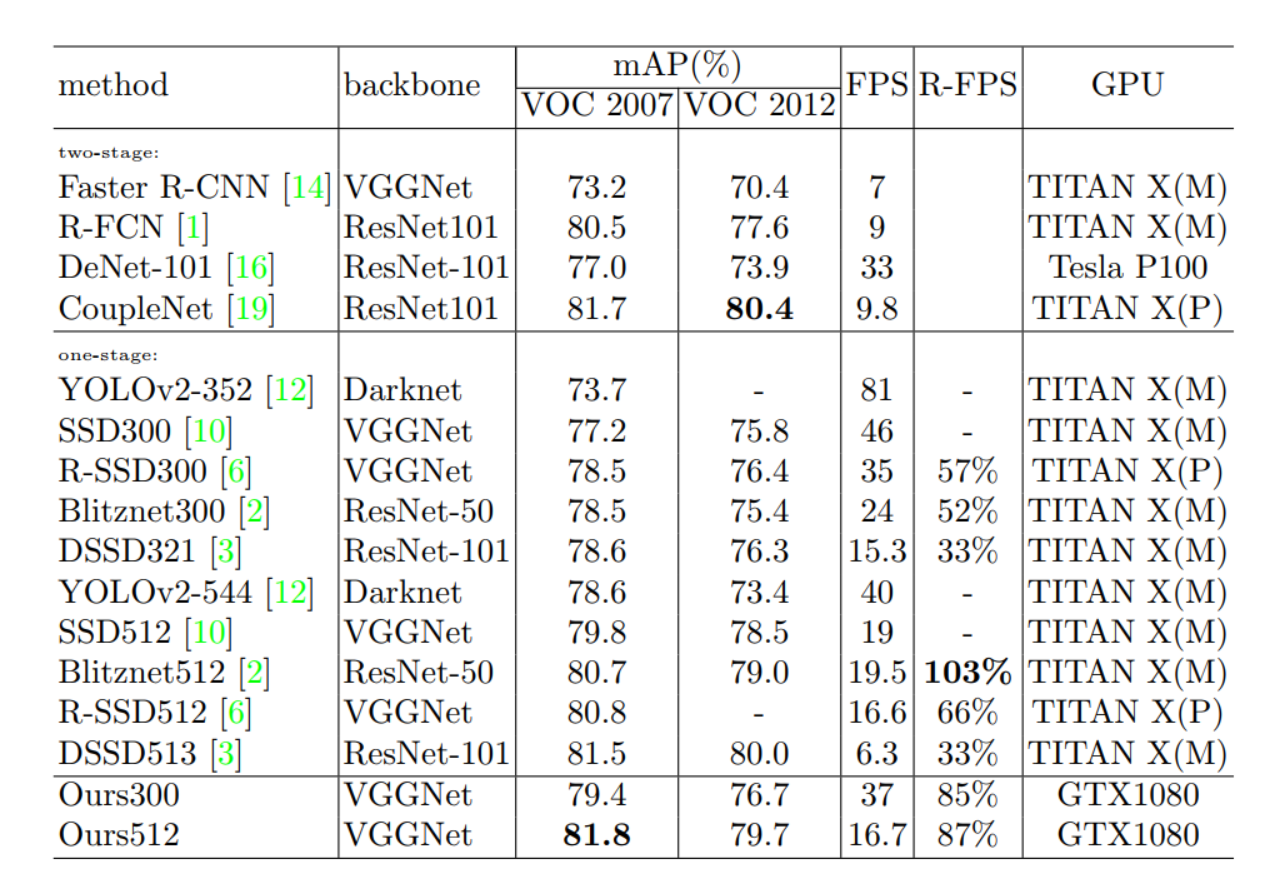 method backbone mAP(%) FPS R-FPS GPU
VOC 2007 VOC 2012
two-stage:
Faster R-CNN [14] VGGNet 73.2 70.4 7 TITAN X(M)
R-FCN [1] ResNet101 80.5 77.6 9 TITAN X(M)
DeNet-101 [16] ResNet-101 77.0 73.9 33 Tesla P100
CoupleNet [19] ResNet101 81.7 80.4 9.8 TITAN X(P)
one-stage:
YOLOv2-352 [12] Darknet 73.7 - 81 - TITAN X(M)
SSD300 [10] VGGNet 77.2 75.8 46 - TITAN X(M)
R-SSD300 [6] VGGNet 78.5 76.4 35 57% TITAN X(P)
Blitznet300 [2] ResNet-50 78.5 75.4 24 52% TITAN X(M)
DSSD321 [3] ResNet-101 78.6 76.3 15.3 33% TITAN X(M)
YOLOv2-544 [12] Darknet 78.6 73.4 40 - TITAN X(M)
SSD512 [10] VGGNet 79.8 78.5 19 - TITAN X(M)
Blitznet512 [2] ResNet-50 80.7 79.0 19.5 103% TITAN X(M)
R-SSD512 [6] VGGNet 80.8 - 16.6 66% TITAN X(P)
DSSD513 [3] ResNet-101 81.5 80.0 6.3 33% TITAN X(M)
Ours300 VGGNet 79.4 76.7 37 85% GTX1080
Ours512 VGGNet 81.8 79.7 16.7 87% GTX1080